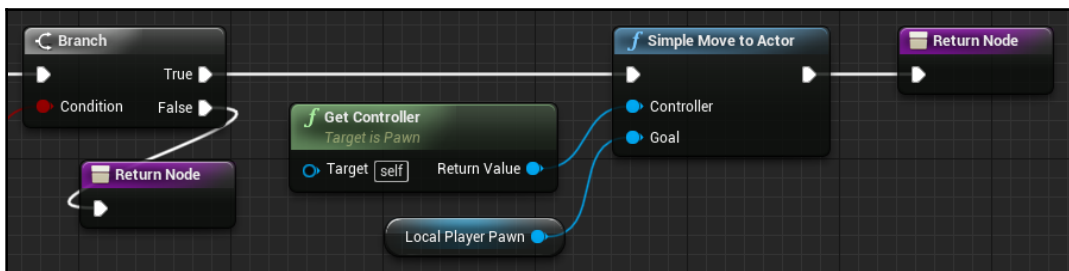 Branch
True
Condition
False
Return Node
Get Controller
Target is Pawn
Target self
Return Value
Local Player Pawn
Simple Move to Actor
Controller
Goal
Return Node